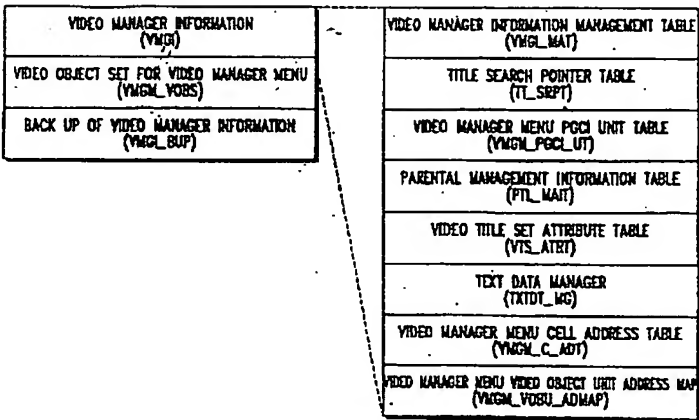 VIDEO MANAGER INFORMATION
(VMGI)
VIDEO OBJECT SET FOR VIDEO MANAGER MENU
(VMGM_VOBS)
BACK UP OF VIDEO MANAGER INFORMATION
(VMGI_BUP)
VIDEO MANAGER INFORMATION MANAGEMENT TABLE
(VMGI_MAT)
TITLE SEARCH POINTER TABLE
(TT_SRPT)
VIDEO MANAGER MENU PGCI UNIT TABLE
(VMGM_PGCI_UT)
PARENTAL MANAGEMENT INFORMATION TABLE
(PTL_MAIT)
VIDEO TITLE SET ATTRIBUTE TABLE
(VTS_ATRT)
TEXT DATA MANAGER
(TXTDT_MG)
VIDEO MANAGER MENU CELL ADDRESS TABLE
(VMGM_C_ADT)
VIDEO MANAGER MENU VIDEO OBJECT UNIT ADDRESS MAP
(VMGM_VOBU_ADMAP)